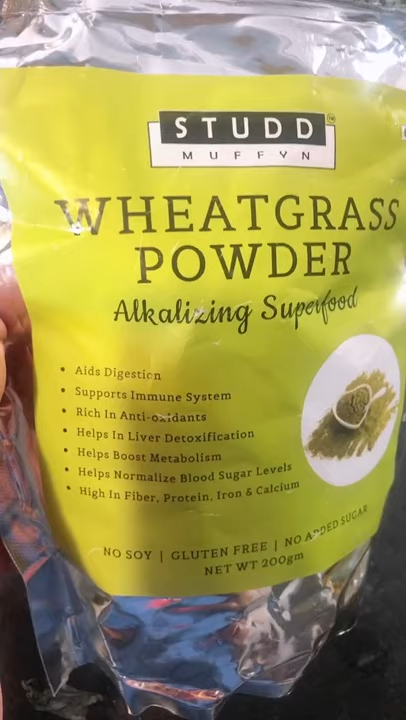 STUDD
MUFFYN
WHEATGRASS
POWDER
Alkalizing Superfood
• Aids Digestion
• Supports Immune System
• Rich In Anti-oxidants
• Helps In Liver Detoxification
• Helps Boost Metabolism
• Helps Normalize Blood Sugar Levels
• High In Fiber, Protein, Iron & Calcium
NO SOY | GLUTEN FREE | NO ADDED SUGAR
NET WT 200gm